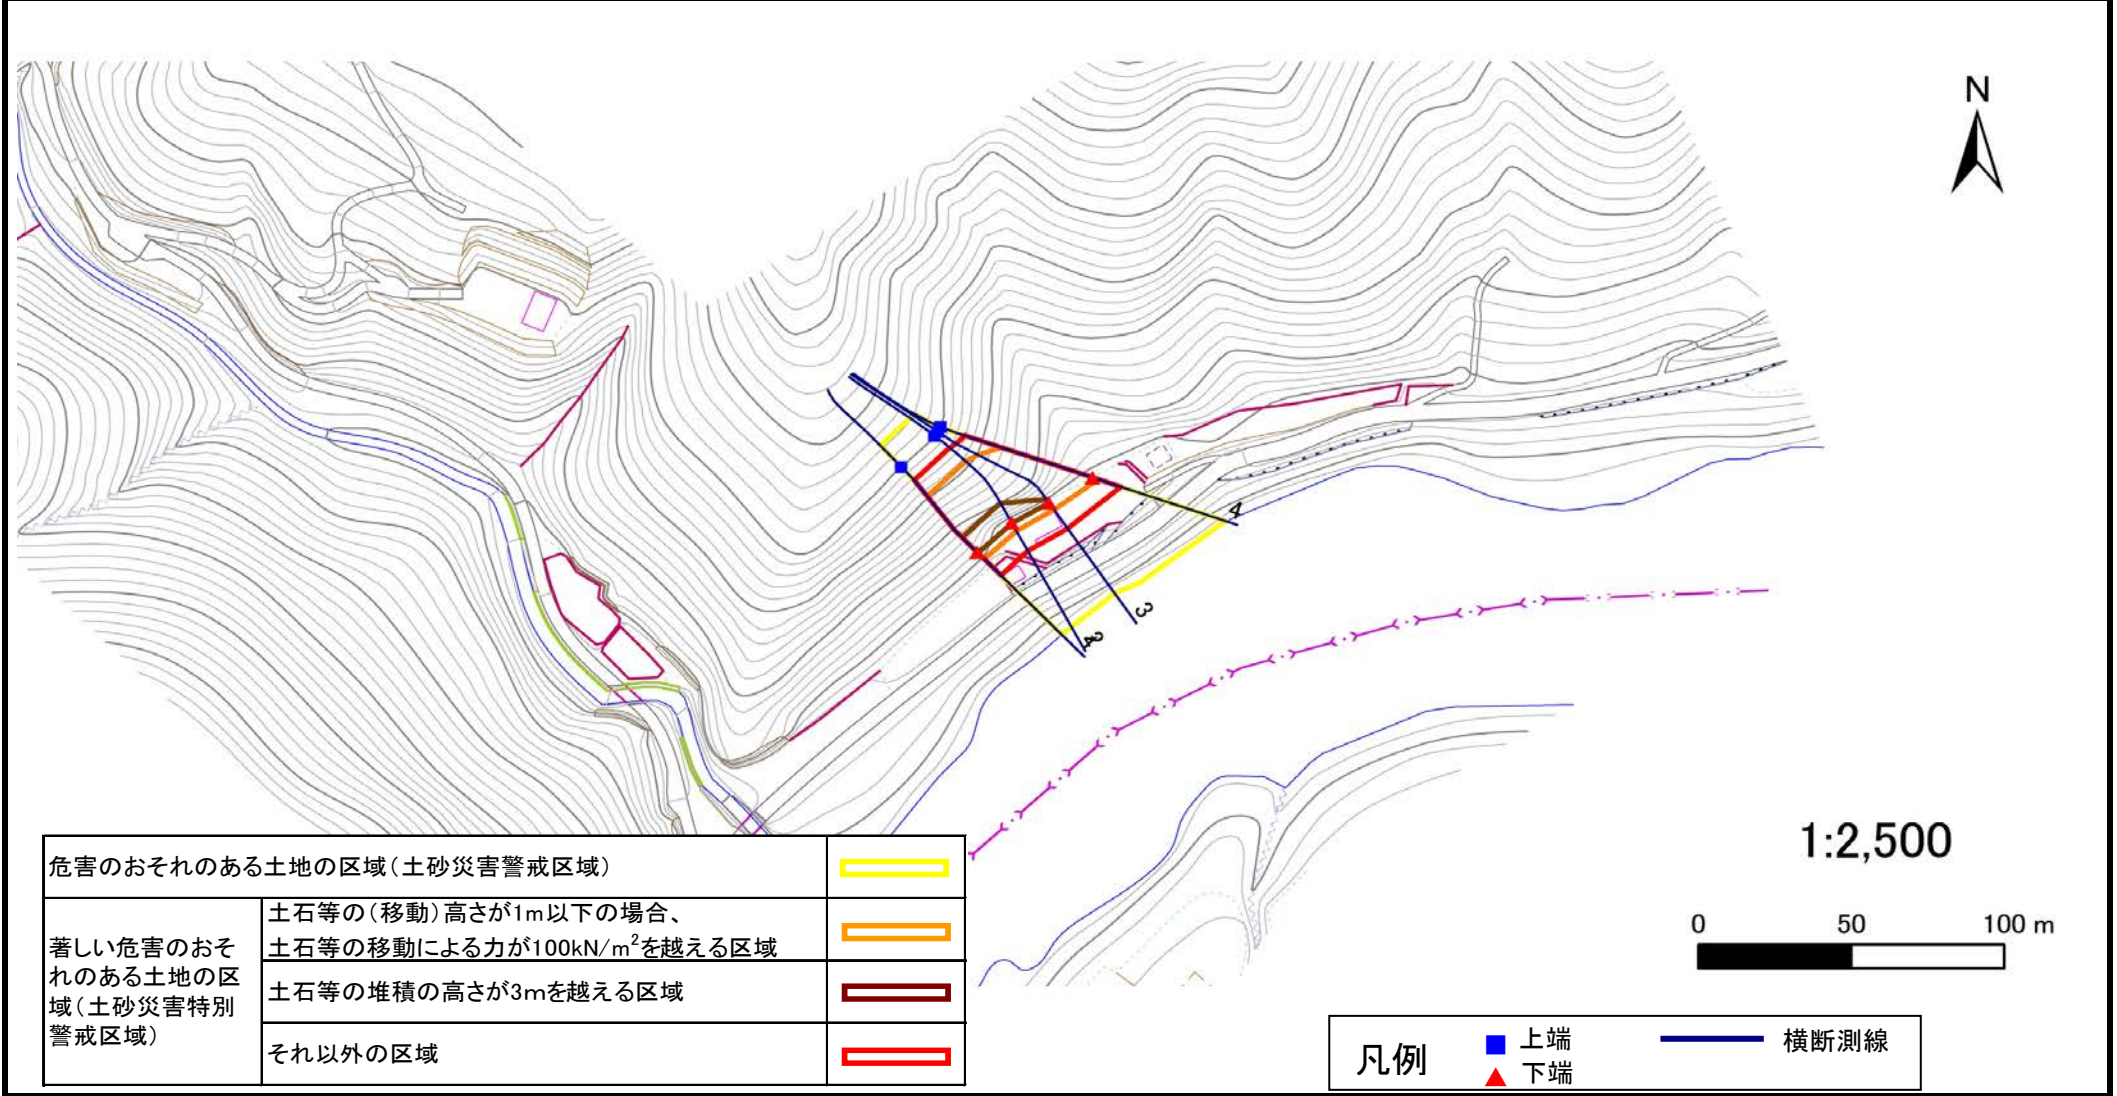 N
4
3
2
危害のおそれのある土地の区域(土砂災害警戒区域)
著しい危害のおそ
れのある土地の区
域(土砂災害特別
警戒区域)
土石等の(移動)高さが1m以下の場合、
土石等の移動による力が100kN/m²を越える区域
土石等の堆積の高さが3mを越える区域
それ以外の区域
1:2,500
0 50 100 m
凡例
上端
下端
横断測線